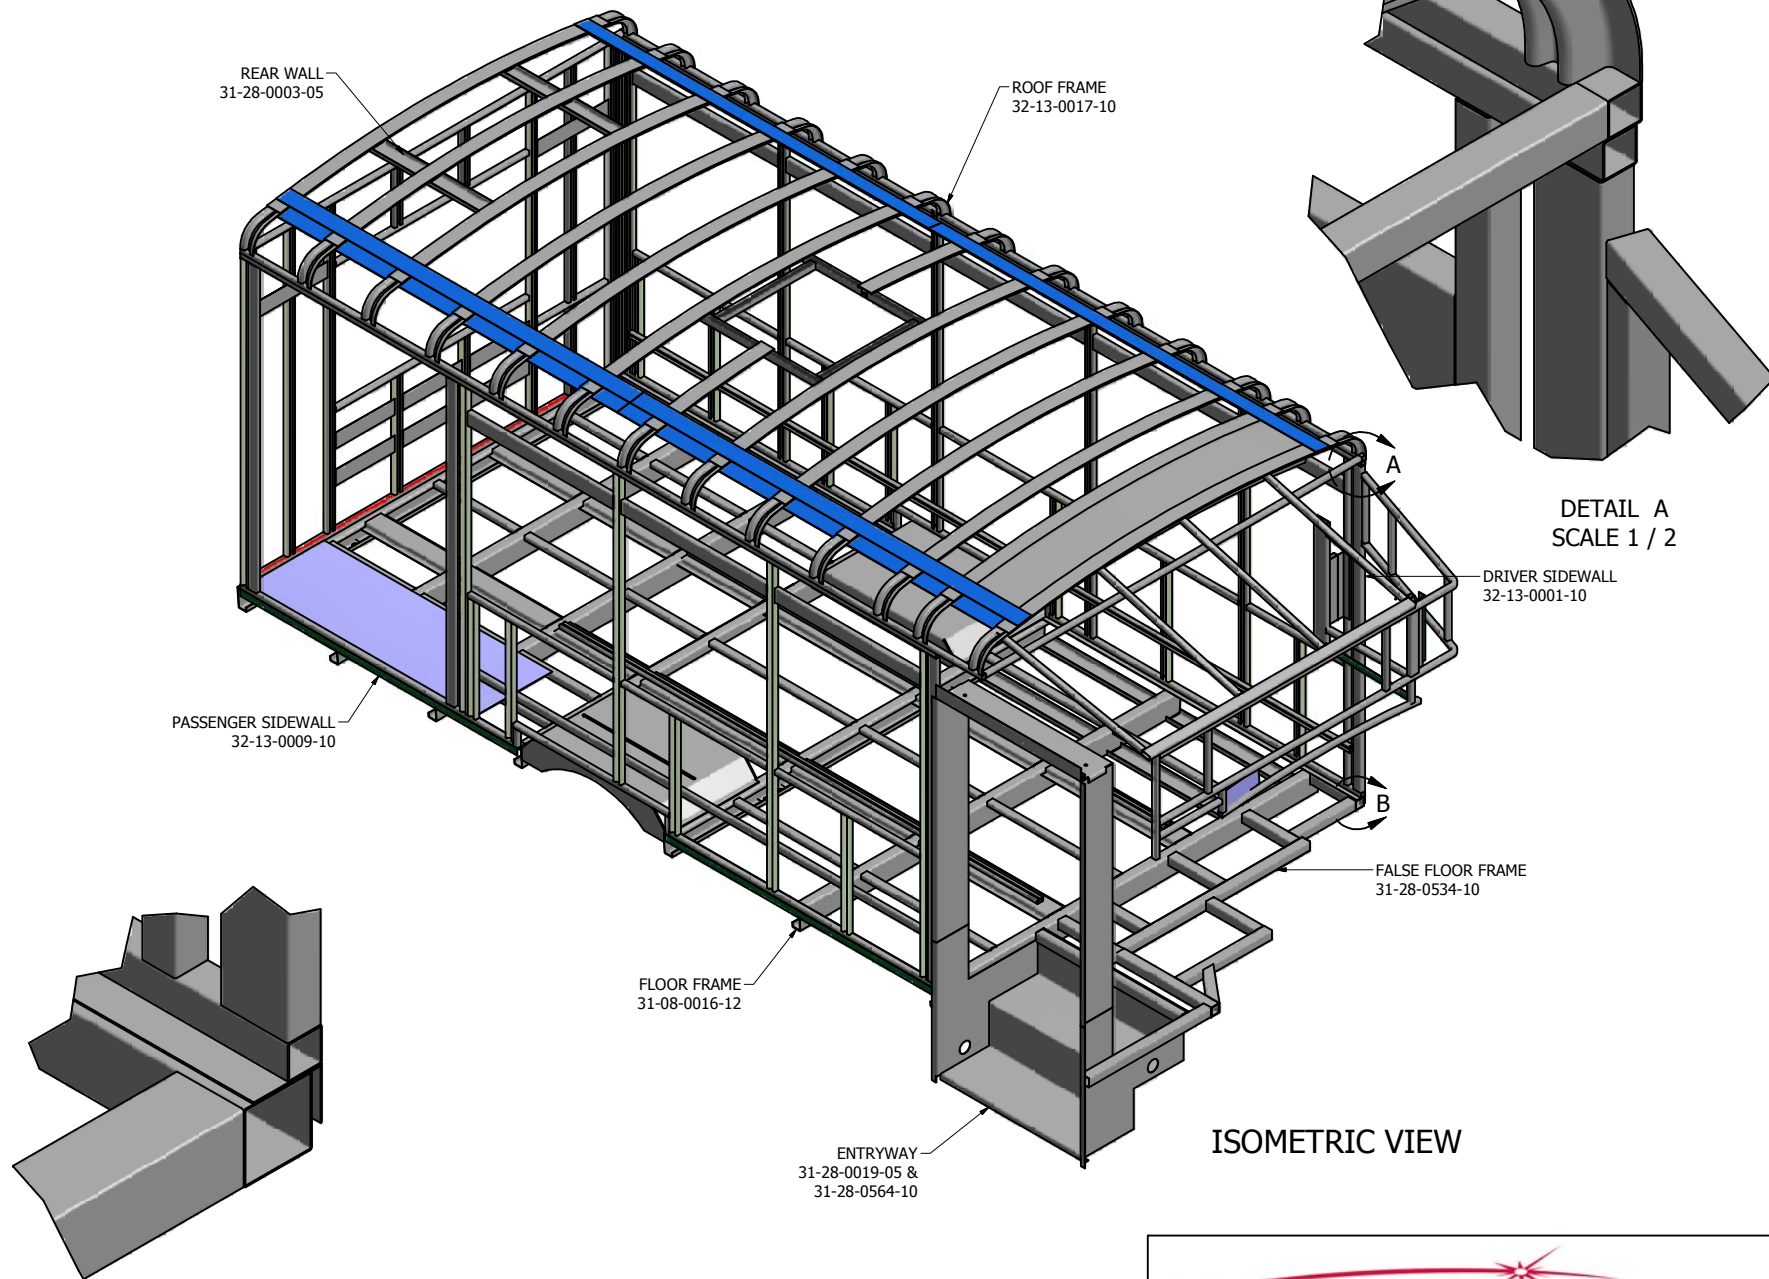 REAR WALL
31-28-0003-05
ROOF FRAME
32-13-0017-10
A
DETAIL A
SCALE 1 / 2
DRIVER SIDEWALL
32-13-0001-10
PASSENGER SIDEWALL
32-13-0009-10
B
FALSE FLOOR FRAME
31-28-0534-10
FLOOR FRAME
31-08-0016-12
ENTRYWAY
31-28-0019-05 &
31-28-0564-10
ISOMETRIC VIEW